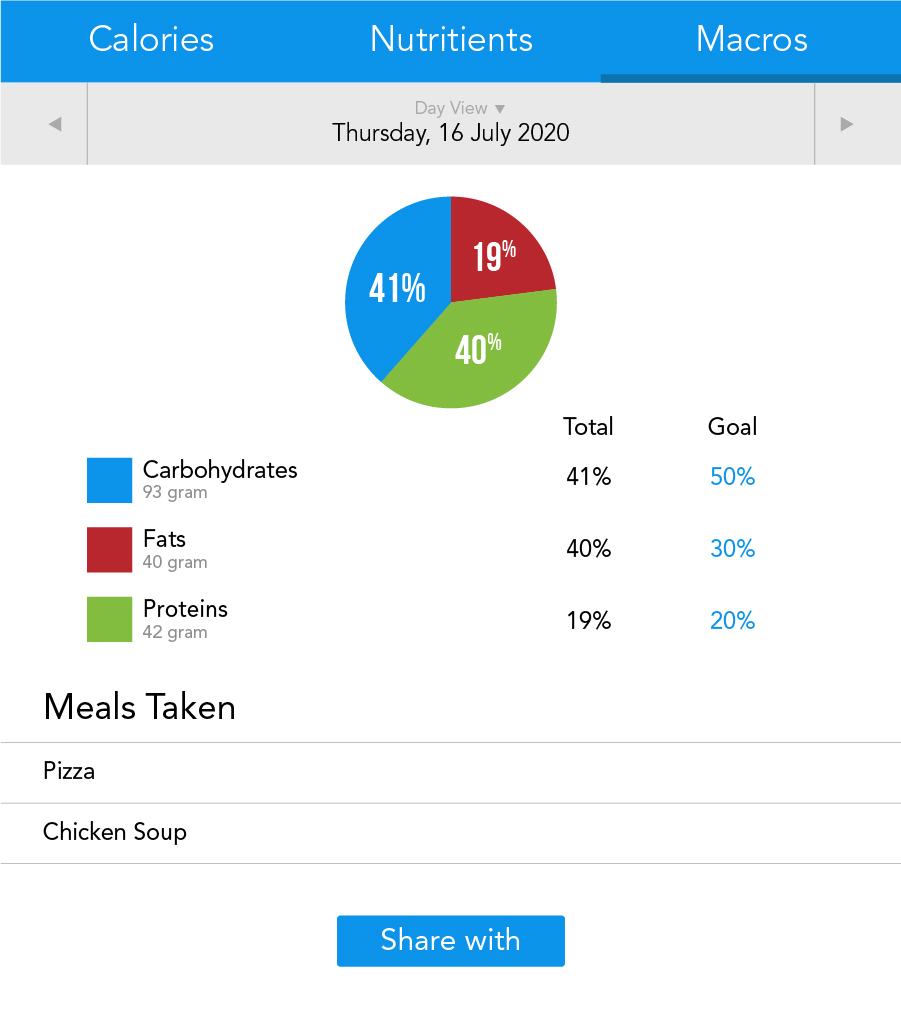 Calories Nutritients Macros
Day View ▼
Thursday, 16 July 2020
19%
41%
40%
Total Goal
Carbohydrates 41% 50%
93 gram
Fats 40% 30%
40 gram
Proteins 19% 20%
42 gram
Meals Taken
Pizza
Chicken Soup
Share with